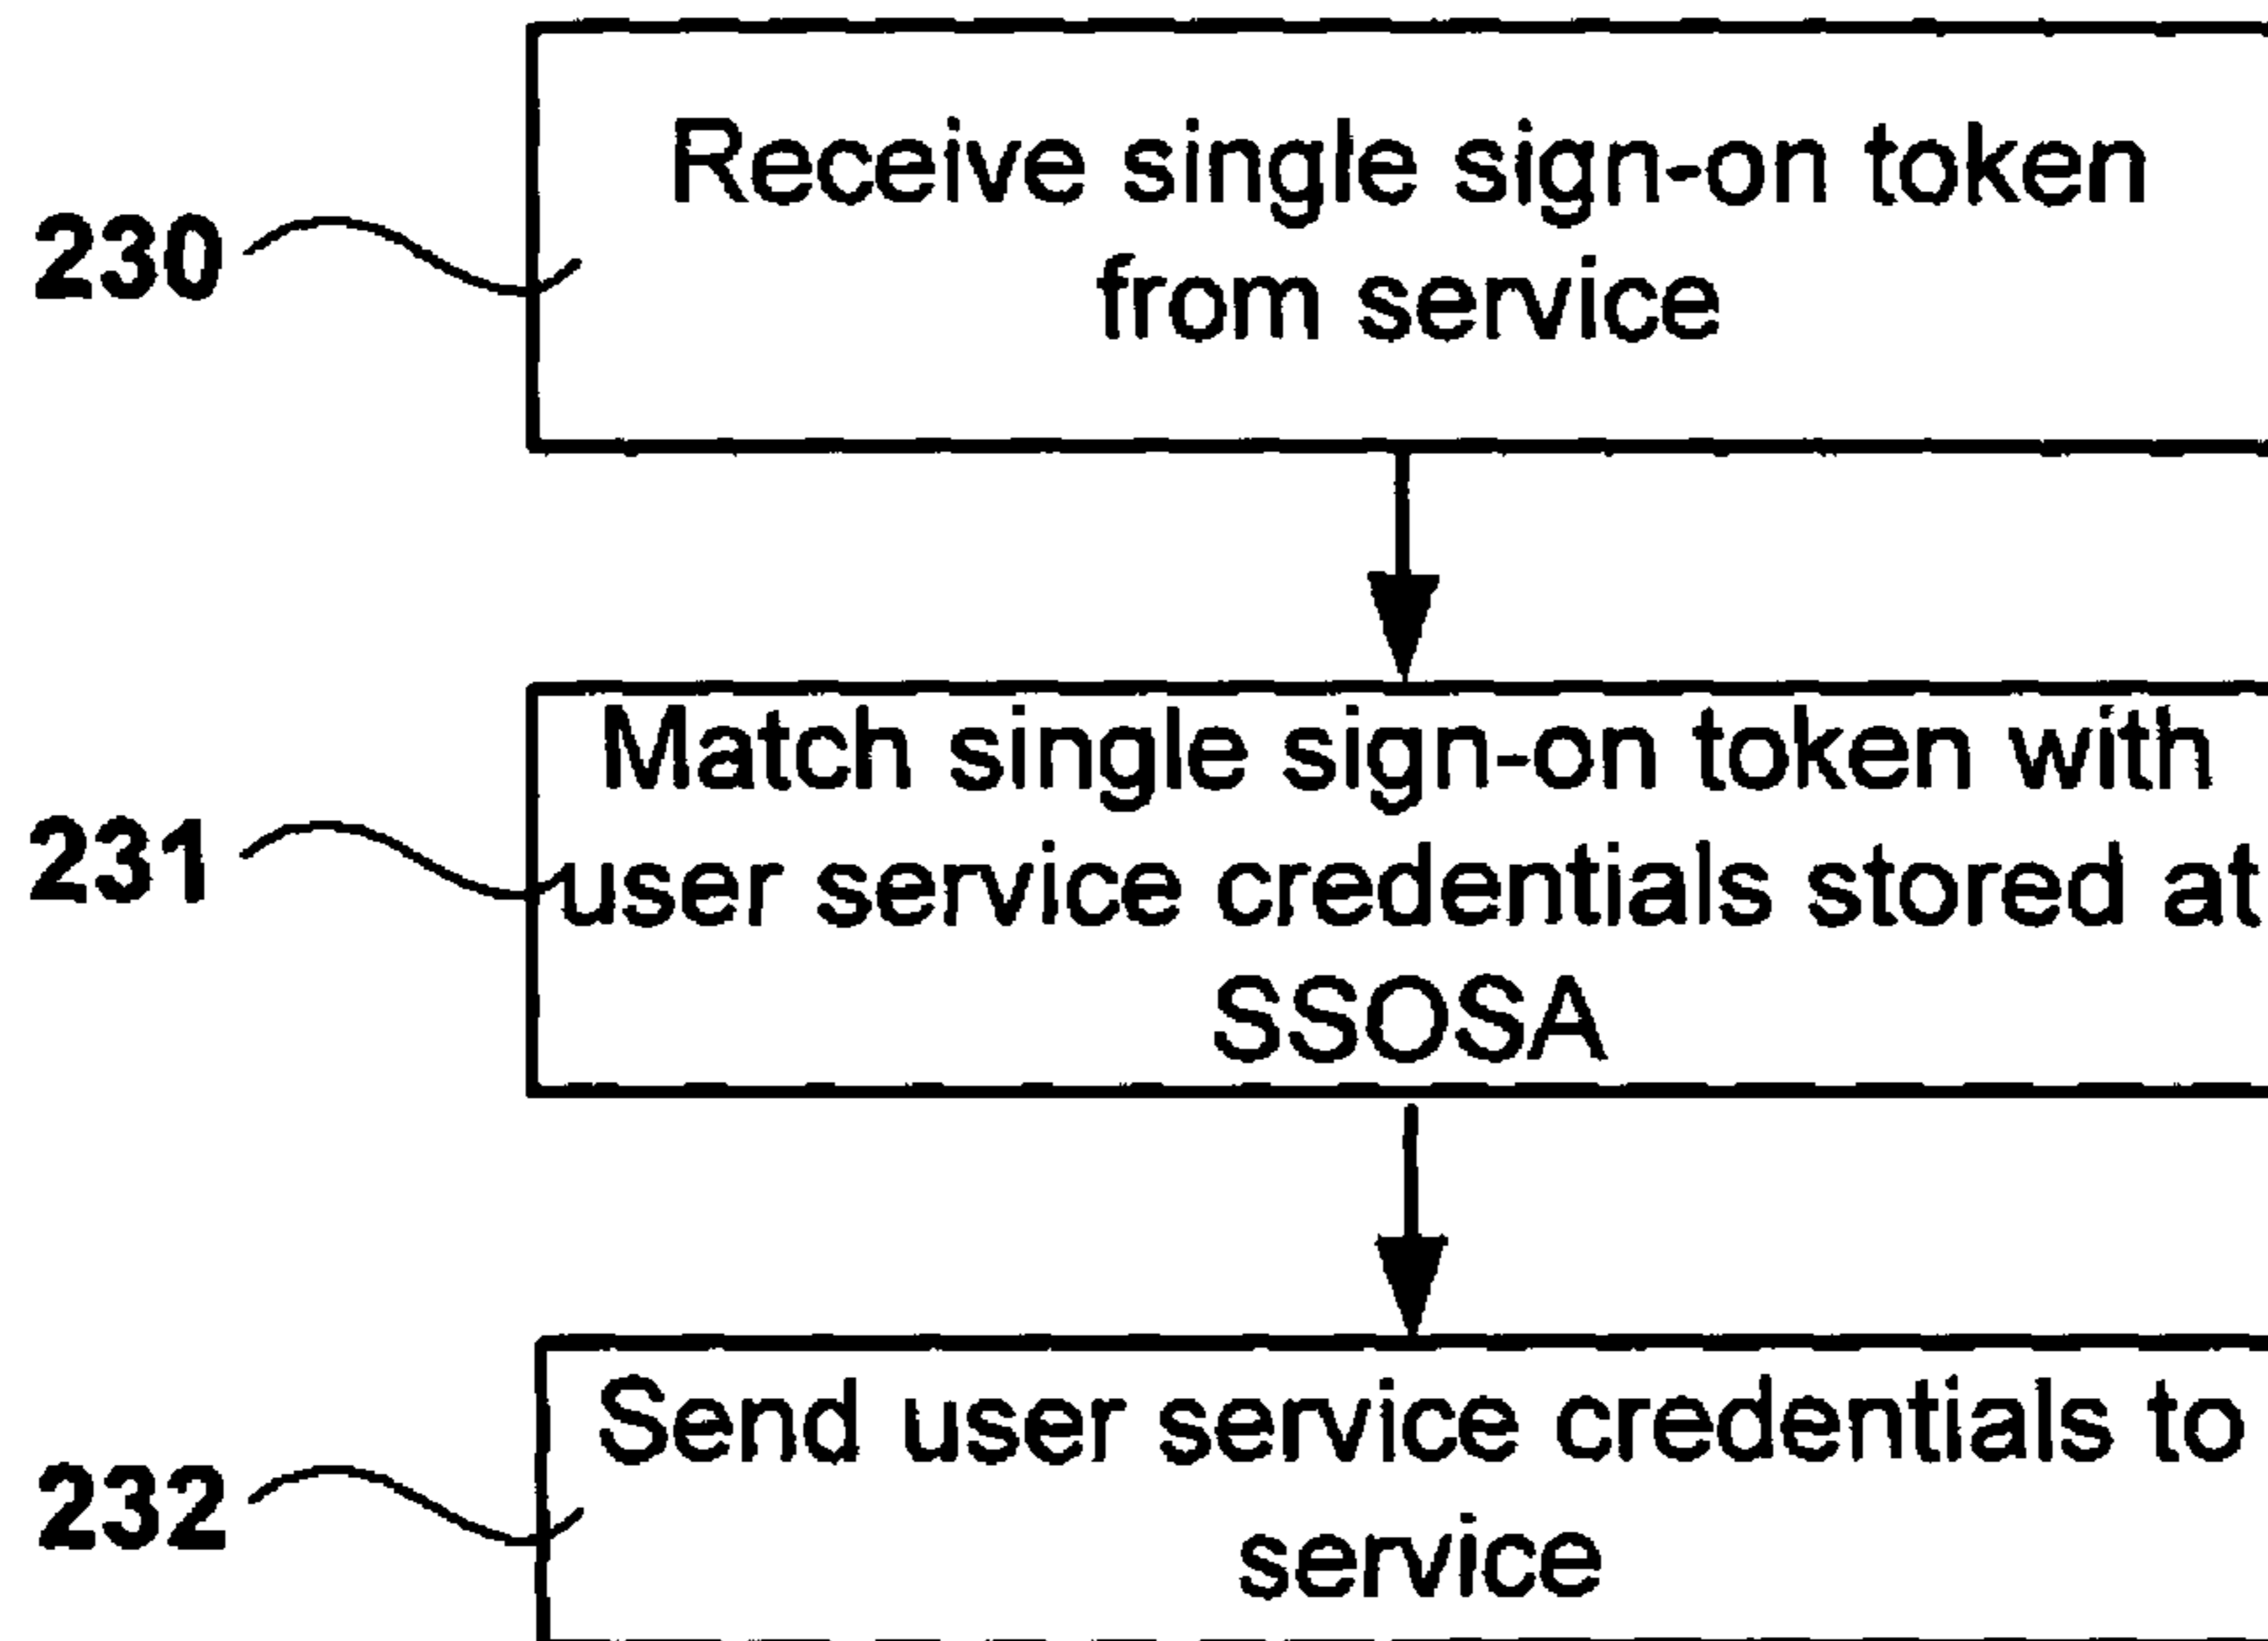 Receive single sign-on token
from service
230
Match single sign-on token with
user service credentials stored at
SSOSA
231
Send user service credentials to
service
232